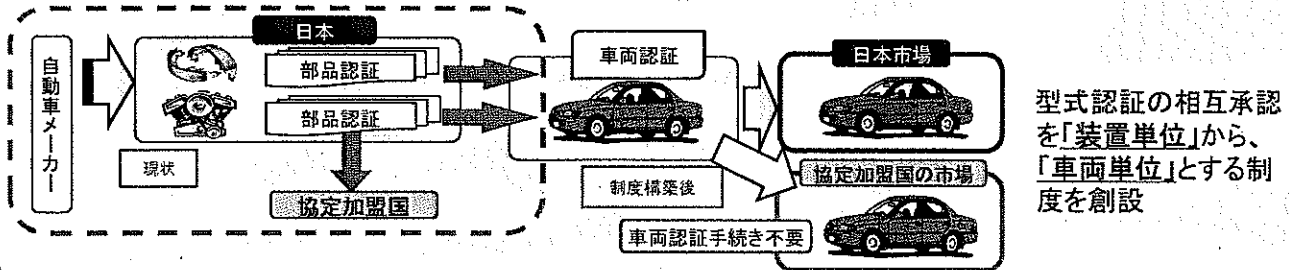 自動車メーカー
日本
部品認証
部品認証
現状
協定加盟国
車両認証
制度構築後
車両認証手続き不要
日本市場
協定加盟国の市場
型式認証の相互承認
を「装置単位」から、
「車両単位」とする制
度を創設